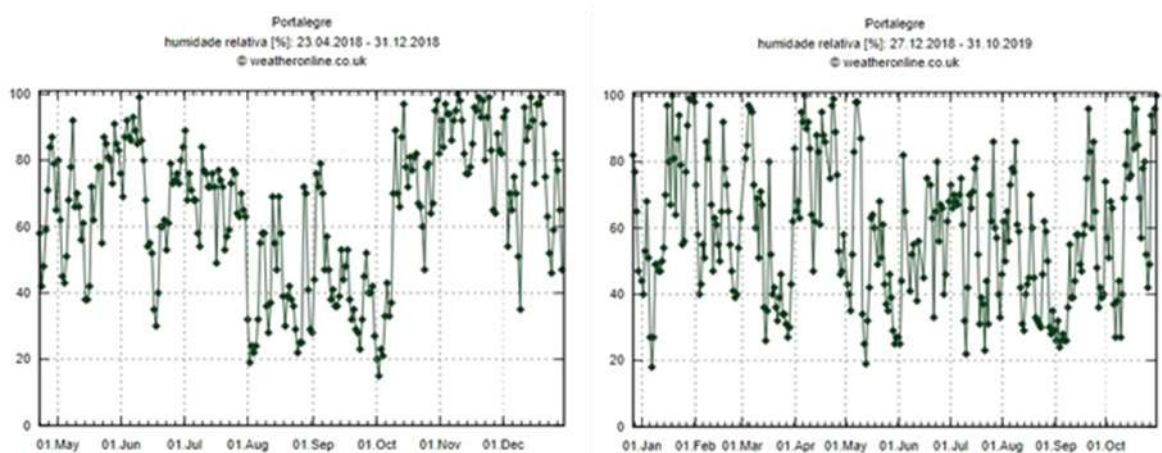 Portalegre
humidade relativa [%]: 23.04.2018 - 31.12.2018
© weatheronline.co.uk
100
80
60
40
20
0
01.May 01.Jun 01.Jul 01.Aug 01.Sep 01.Oct 01.Nov 01.Dec
Portalegre
humidade relativa [%]: 27.12.2018 - 31.10.2019
© weatheronline.co.uk
100
80
60
40
20
0
01.Jan 01.Feb 01.Mar 01.Apr 01.May 01.Jun 01.Jul 01.Aug 01.Sep 01.Oct